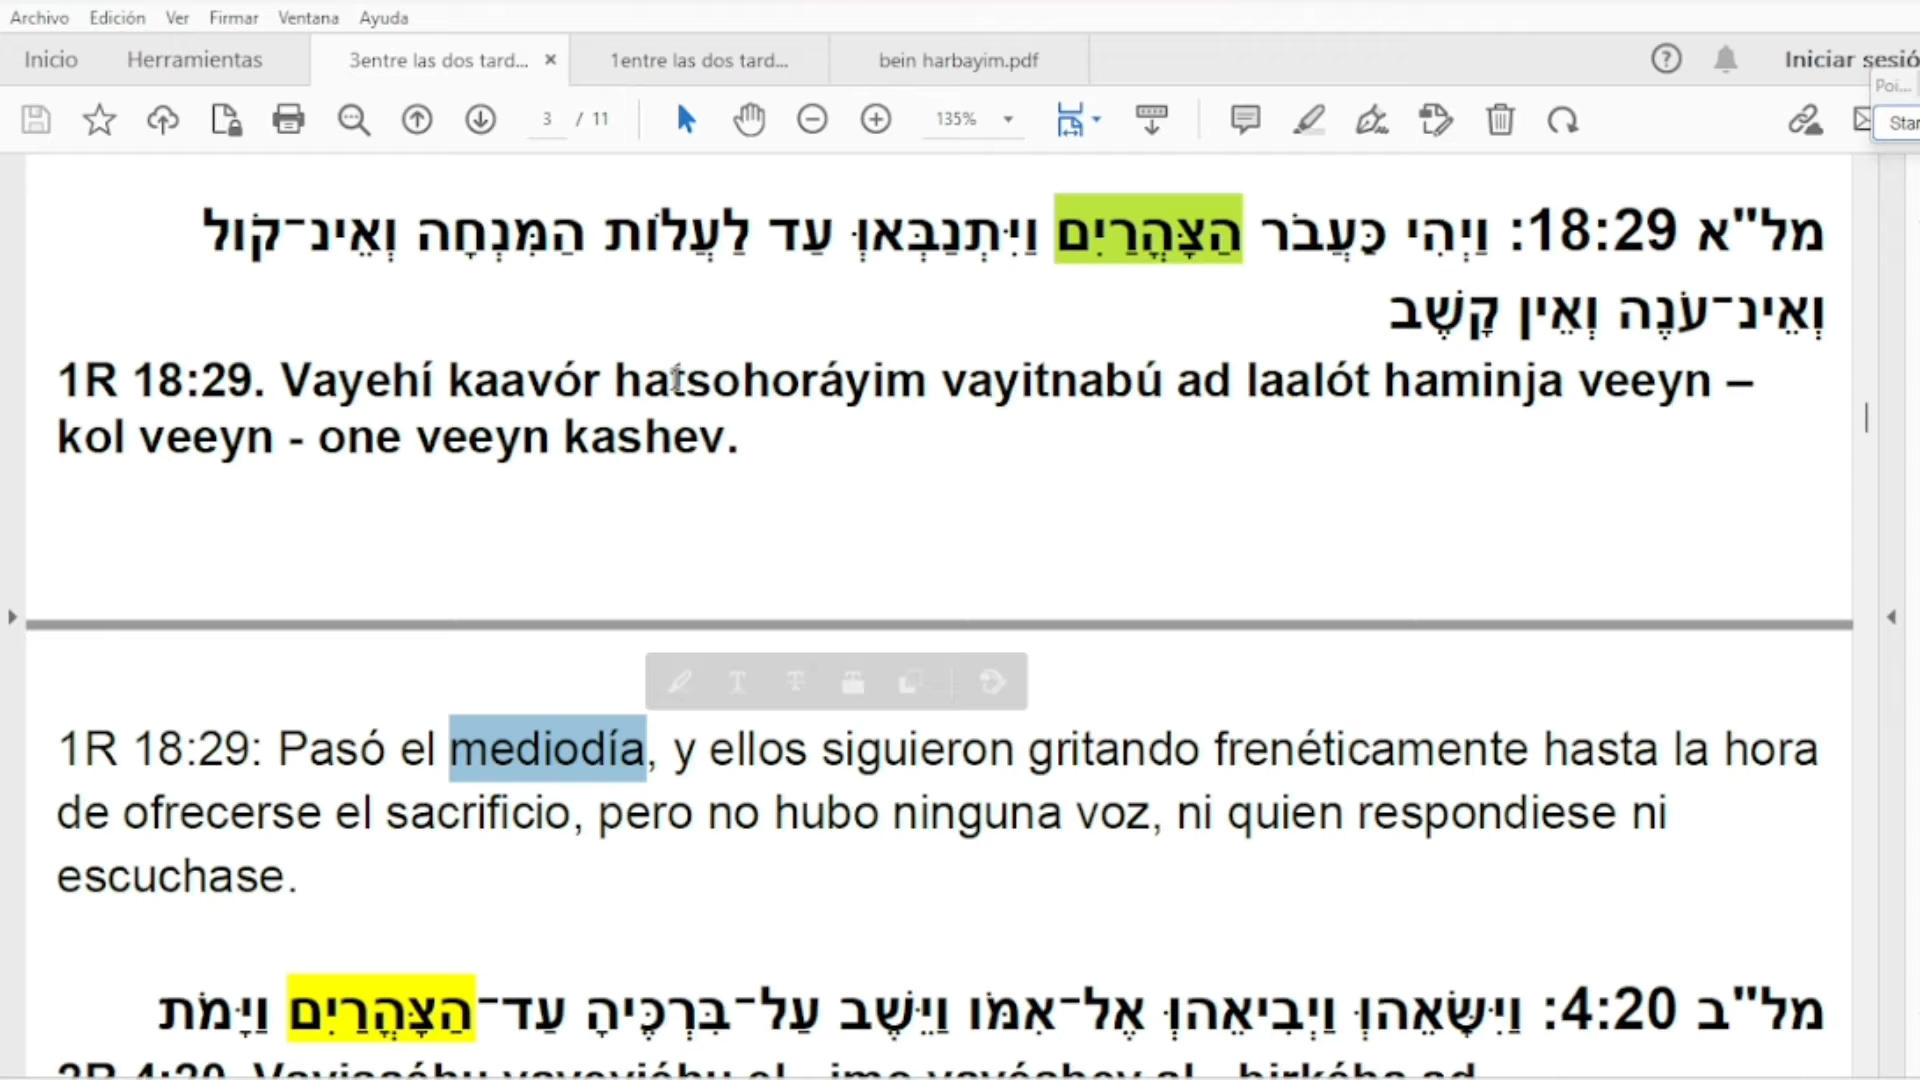 Archivo Edición Ver Firmar Ventana Ayuda
Inicio Herramientas 3entre las dos tard... × 1entre las dos tard... bein harbayim.pdf Iniciar sesió
Poi...
3 / 11 135% Star
מל"א 18:29: וַיְהִי כַּעֲבֹר הַצָּהֳרַיִם וַיִּתְנַבְּאוּ עַד לַעֲלוֹת הַמִּנְחָה וְאֵינ־קוֹל
וְאֵינ־עֹנֶה וְאֵין קָשֶׁב
1R 18:29. Vayehí kaavór hatsohoráyim vayitnabú ad laalót haminja veeyn –
kol veeyn - one veeyn kashev.
1R 18:29: Pasó el mediodía, y ellos siguieron gritando frenéticamente hasta la hora
de ofrecerse el sacrificio, pero no hubo ninguna voz, ni quien respondiese ni
escuchase.
מל"ב 4:20: וַיִּשָּׂאֵהוּ וַיְבִיאֵהוּ אֶל־אִמּוֹ וַיֵּשֶׁב עַל־בִּרְכֶּיהָ עַד־הַצָּהֳרַיִם וַיָּמֹת